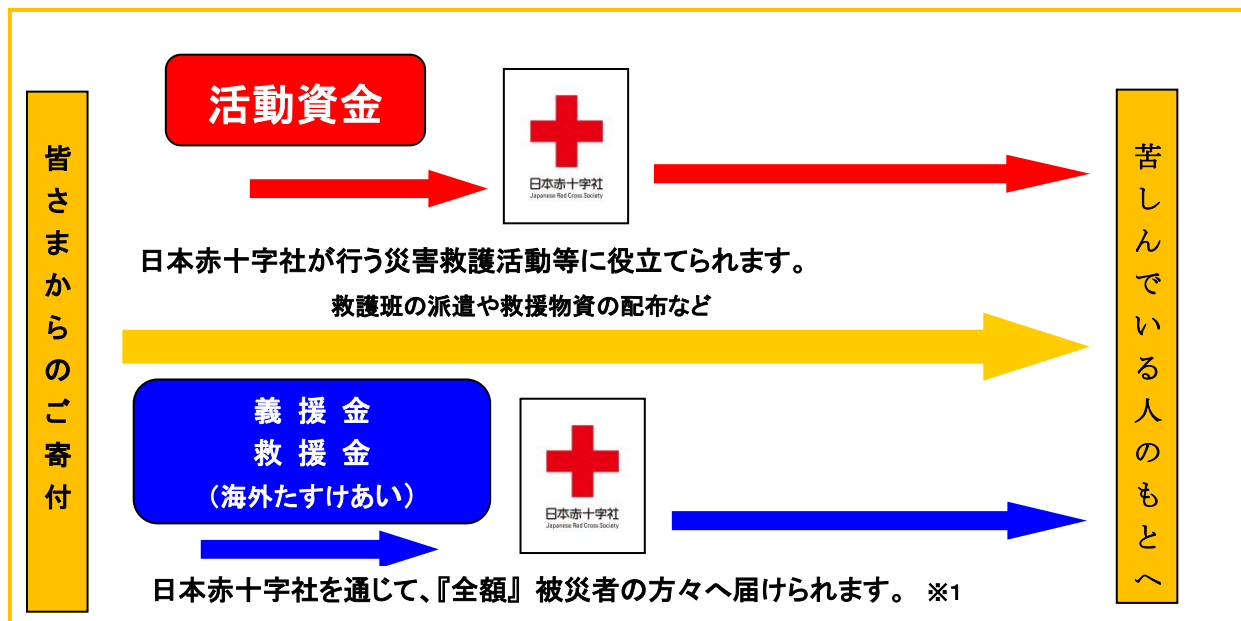 皆さまからのご寄付
活動資金
日本赤十字社
Japanese Red Cross Society
日本赤十字社が行う災害救護活動等に役立てられます。
救護班の派遣や救援物資の配布など
義 援 金
救 援 金
（海外たすけあい）
日本赤十字社
Japanese Red Cross Society
日本赤十字社を通じて、『全額』 被災者の方々へ届けられます。 ※1
苦しんでいる人のもとへ